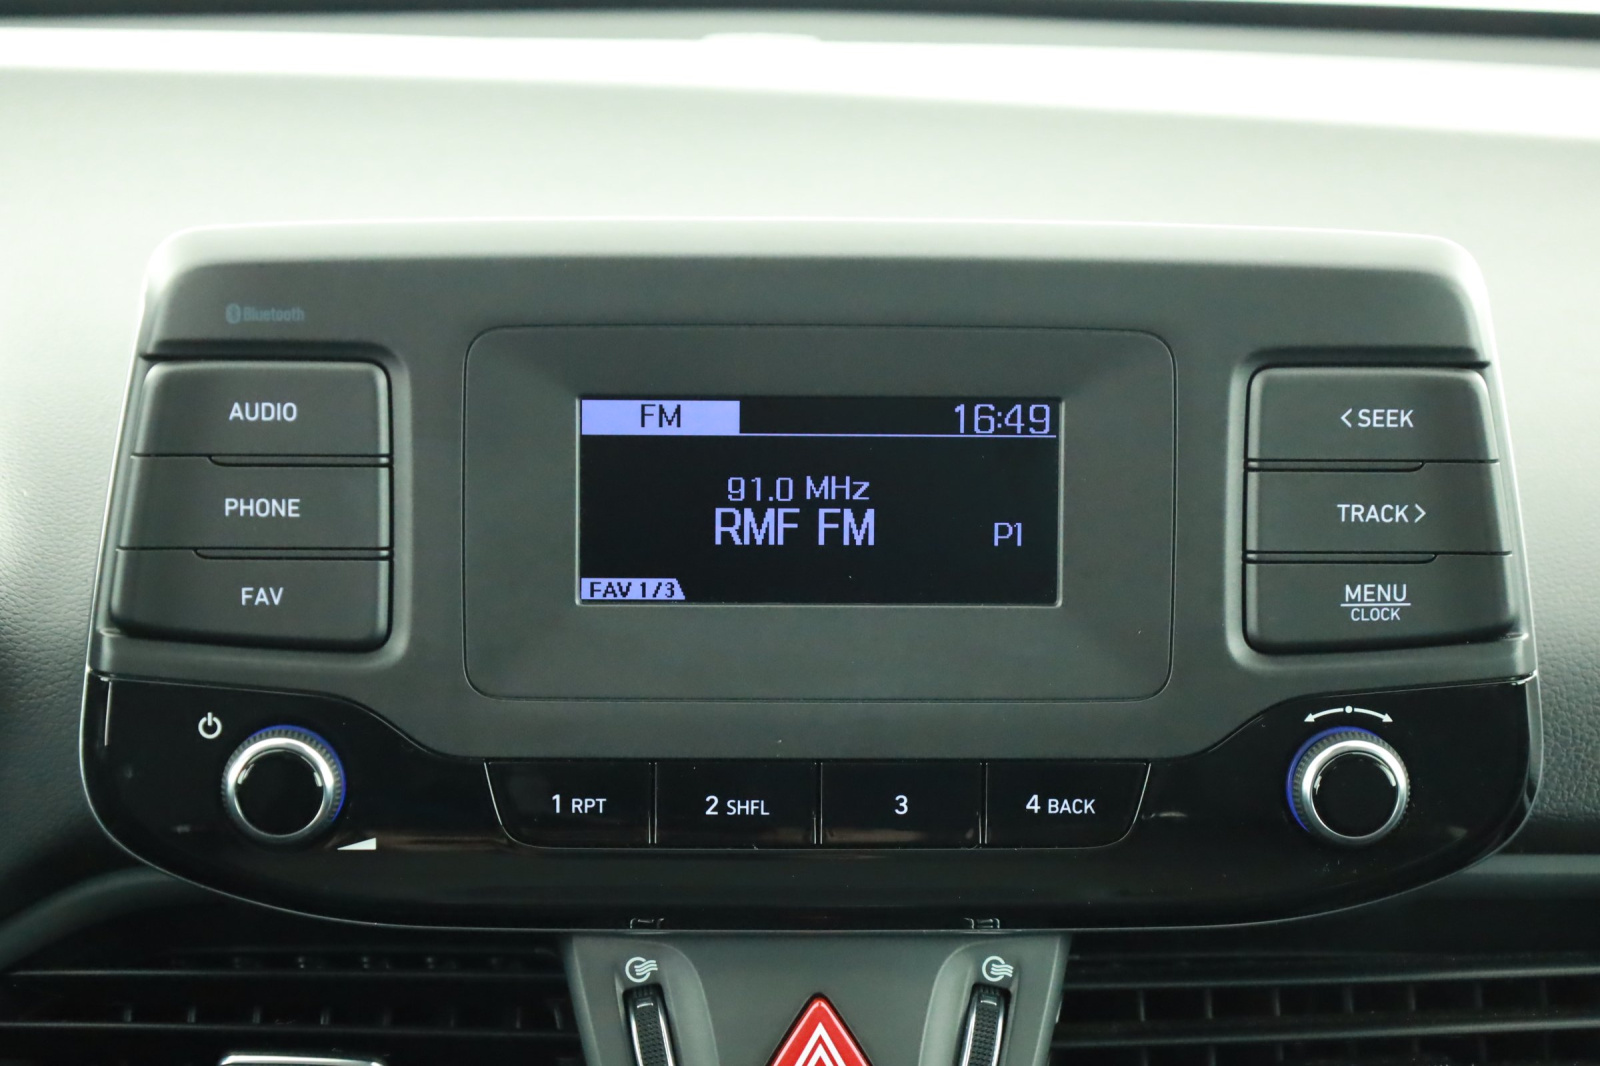 Bluetooth
AUDIO
PHONE
FAV
FM 16:49
91.0 MHz
RMF FM P1
FAV 1/3
< SEEK
TRACK >
MENU
CLOCK
1 RPT
2 SHFL
3
4 BACK